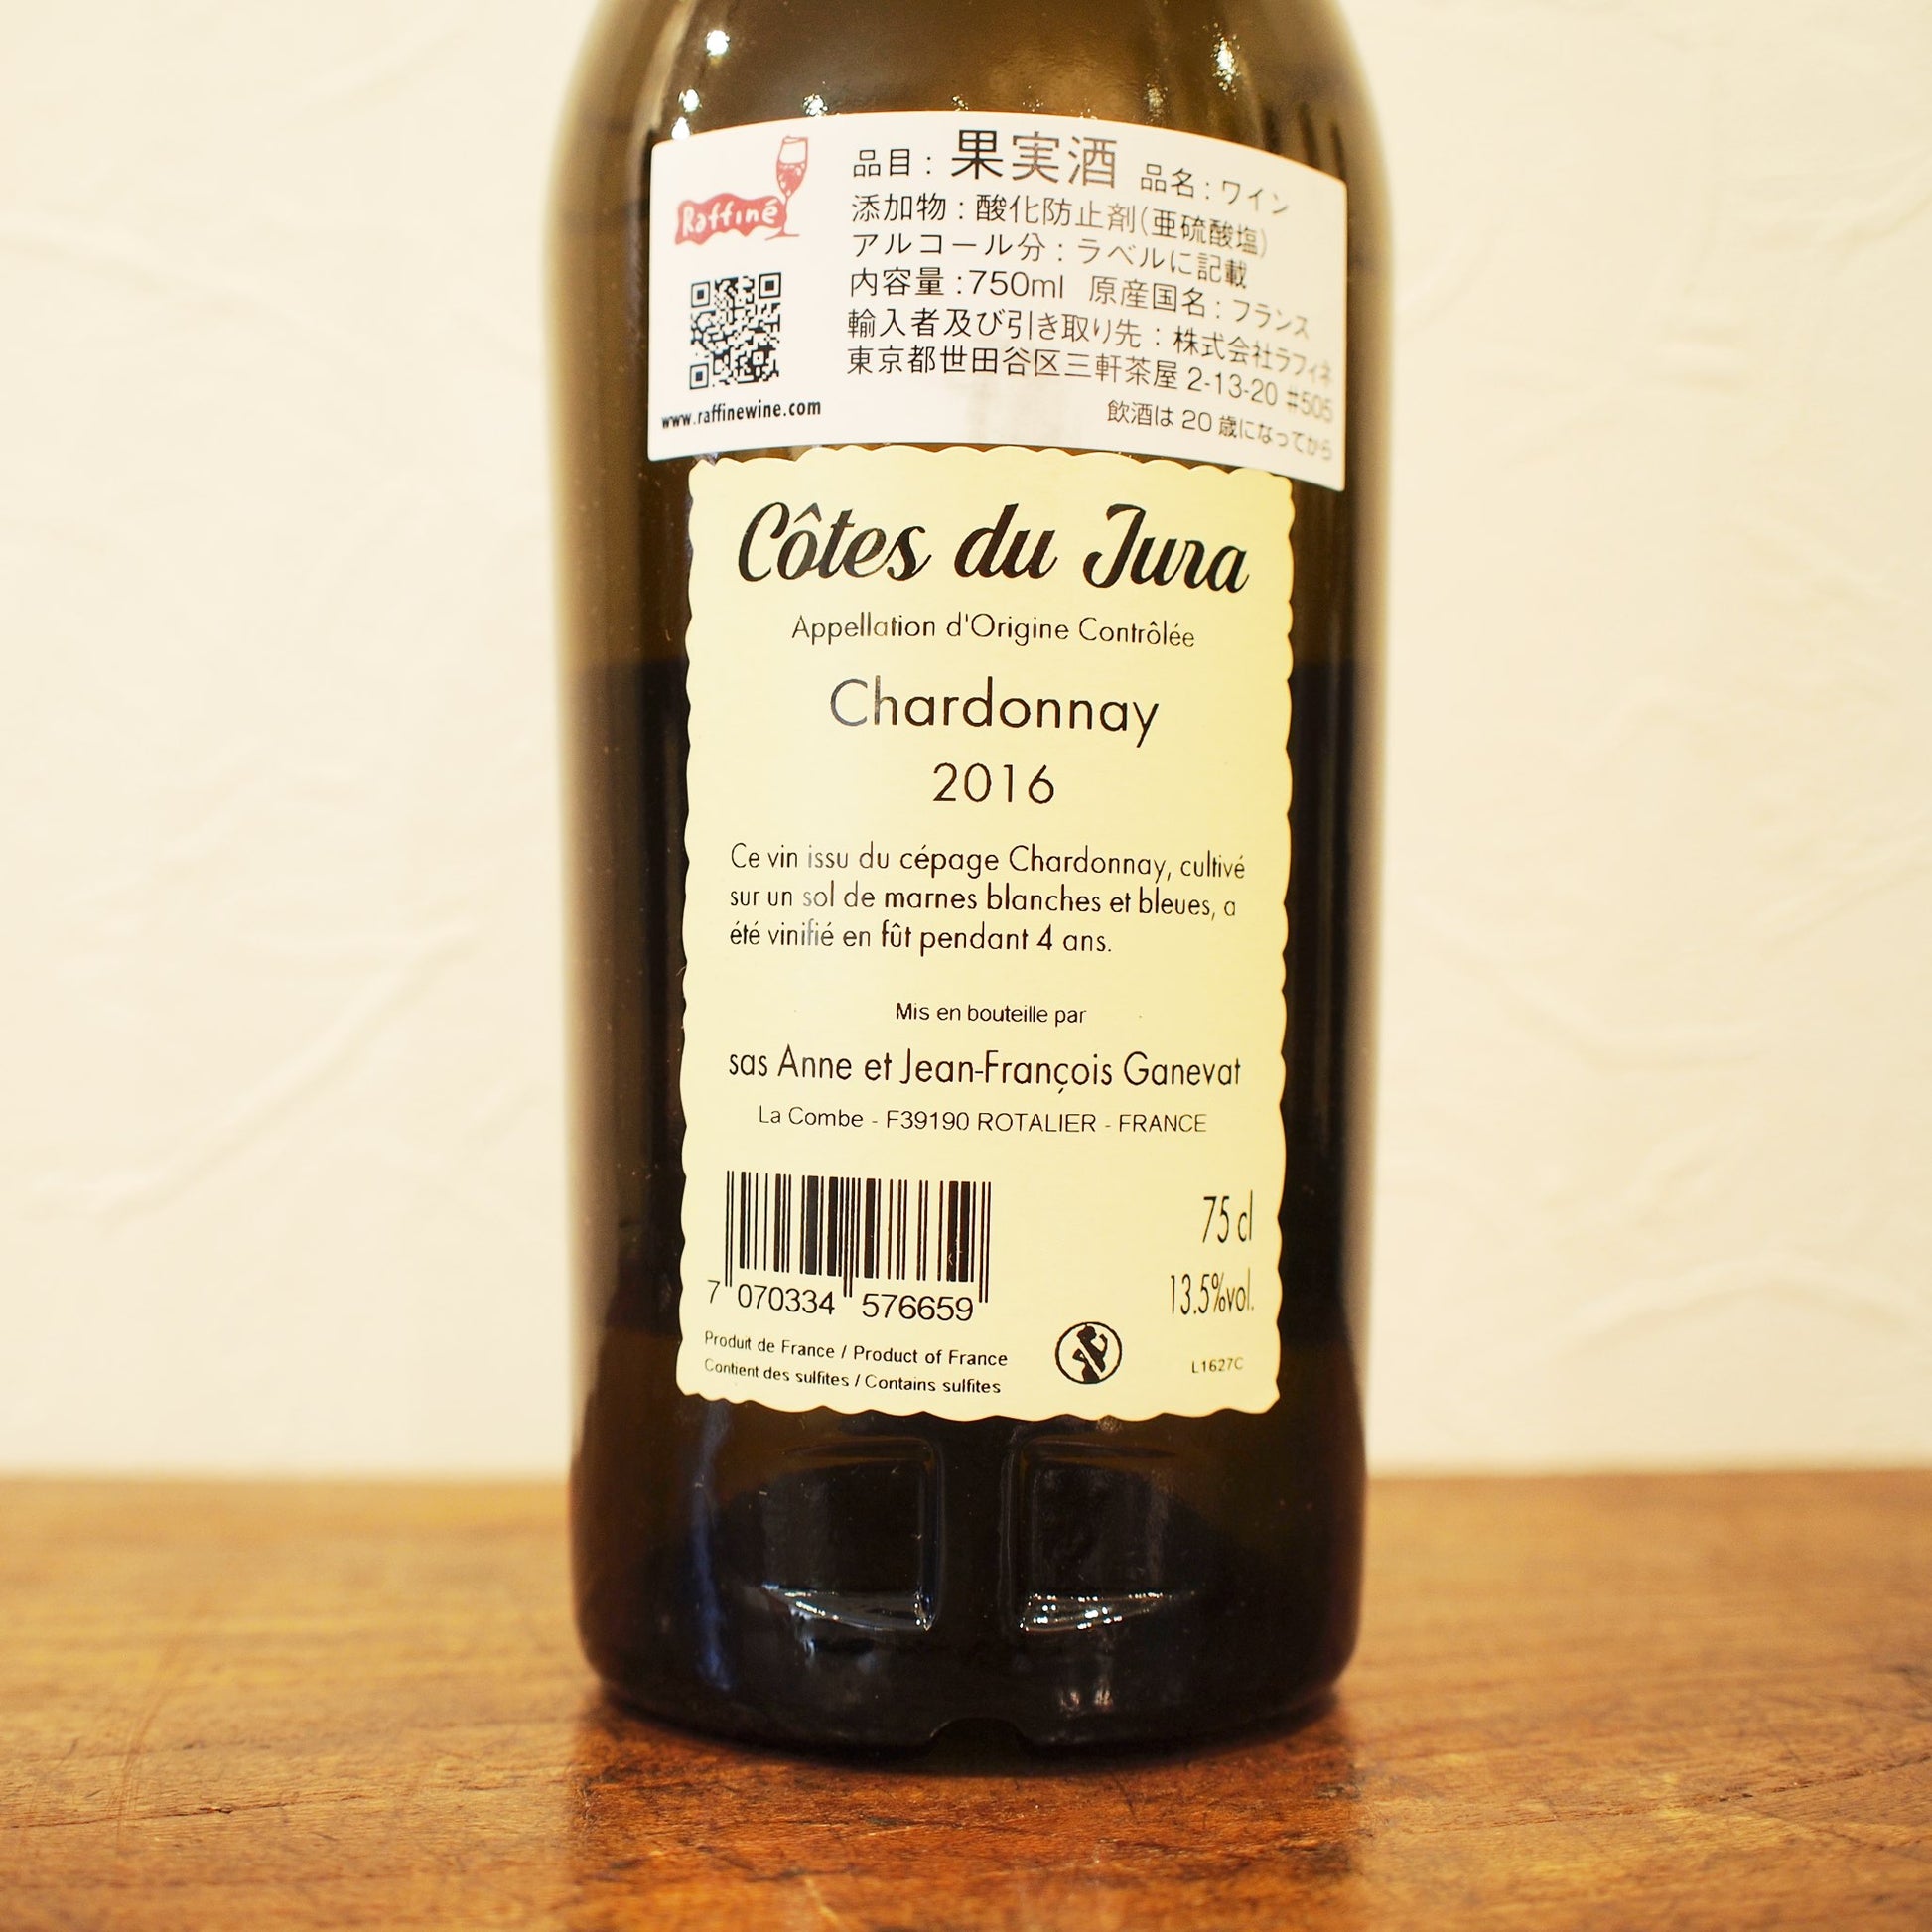 Raffiné
www.raffinewine.com
品目 : 果実酒 品名 : ワイン
添加物 : 酸化防止剤(亜硫酸塩)
アルコール分 : ラベルに記載
内容量 :750ml 原産国名 : フランス
輸入者及び引き取り先 : 株式会社ラフィネ
東京都世田谷区三軒茶屋 2-13-20 #505
飲酒は 20 歳になってから
Côtes du Jura
Appellation d'Origine Contrôlée
Chardonnay
2016
Ce vin issu du cépage Chardonnay, cultivé
sur un sol de marnes blanches et bleues, a
été vinifié en fût pendant 4 ans.
Mis en bouteille par
sas Anne et Jean-François Ganevat
La Combe - F39190 ROTALIER - FRANCE
75 cl
13.5%vol.
7 070334 576659
Produit de France / Product of France
Contient des sulfites / Contains sulfites
L1627C